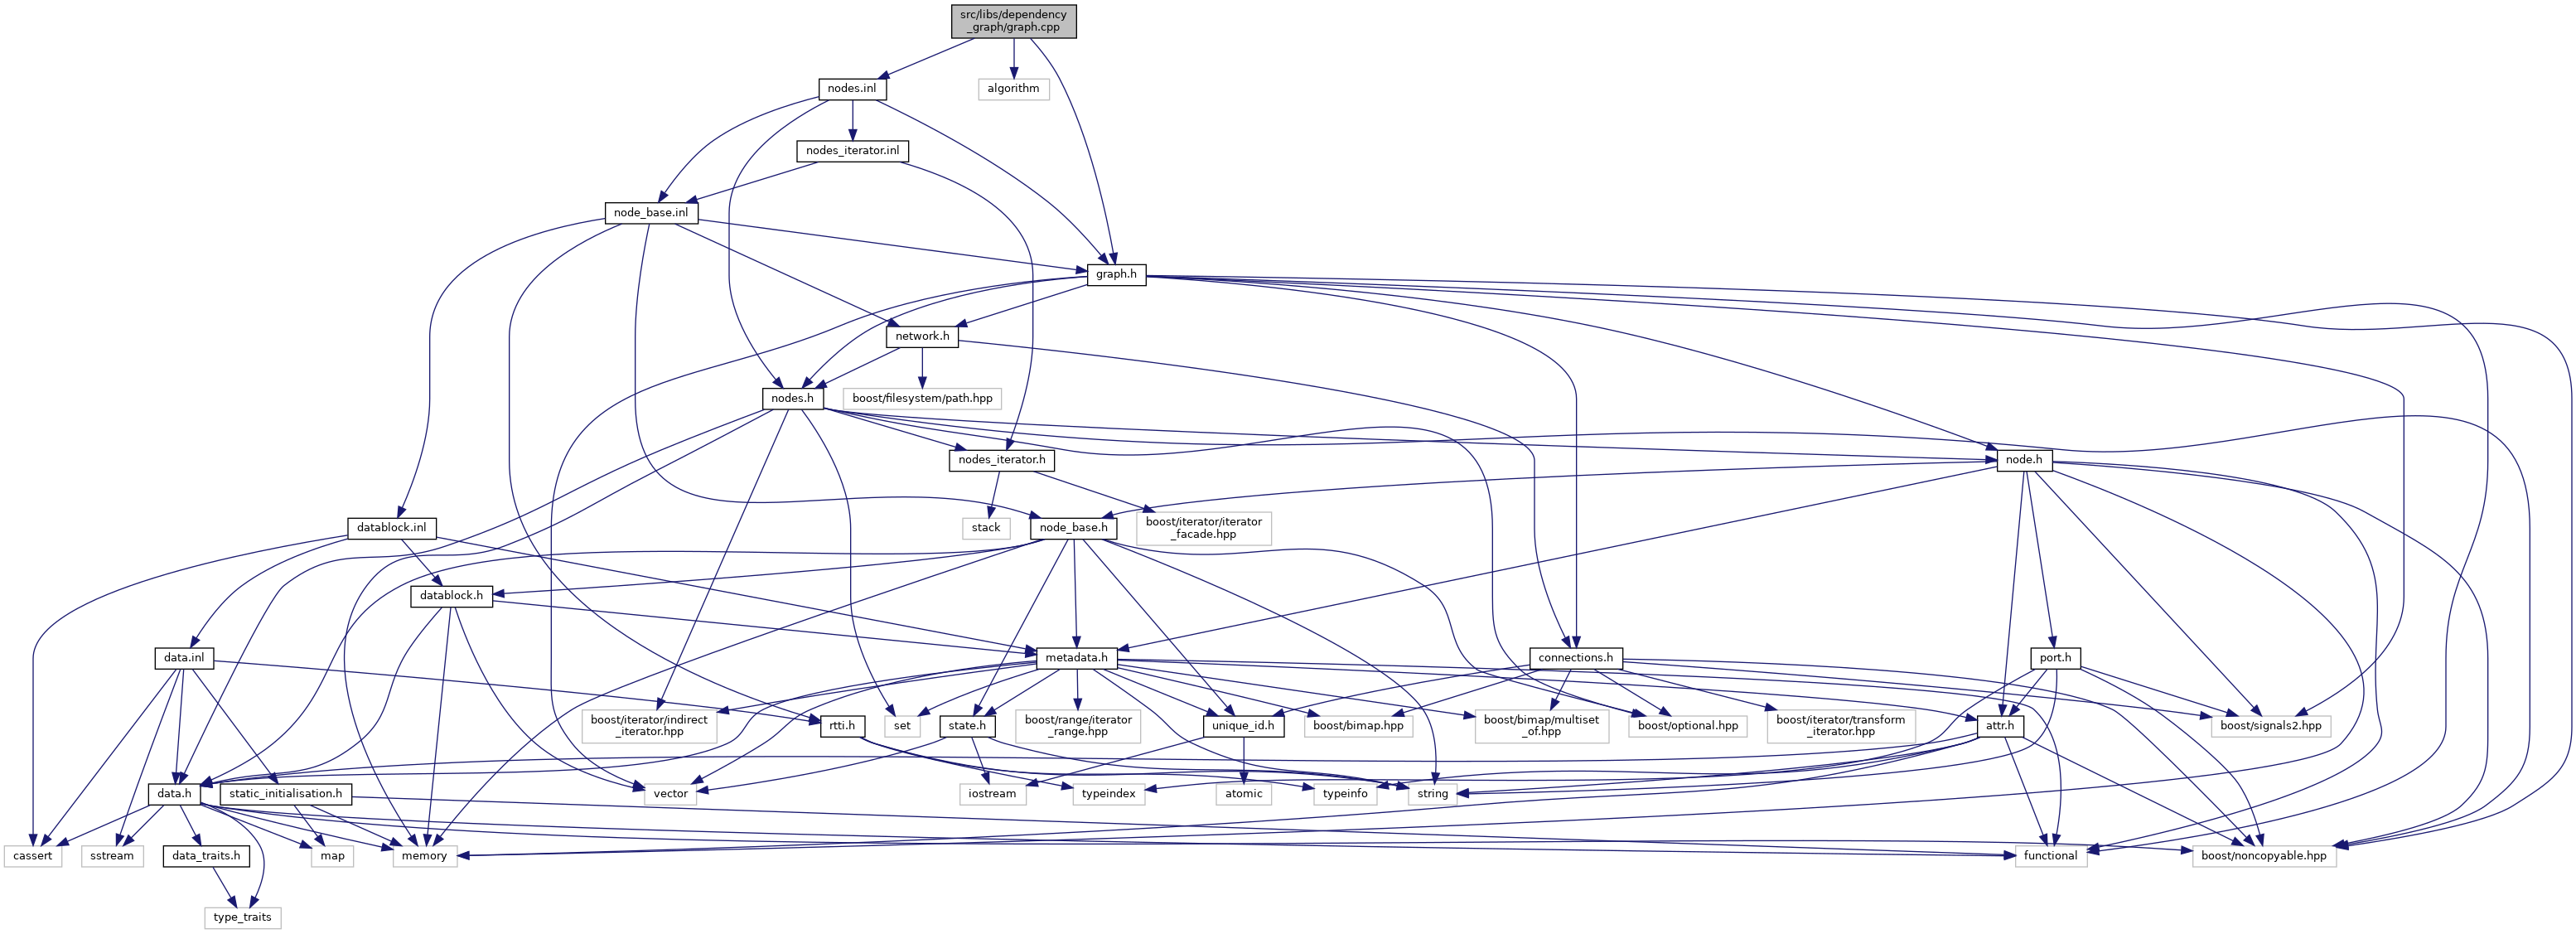 src/libs/dependency
_graph/graph.cpp
nodes.inl
algorithm
nodes_iterator.inl
node_base.inl
graph.h
network.h
nodes.h
boost/filesystem/path.hpp
nodes_iterator.h
node.h
datablock.inl
stack
node_base.h
boost/iterator/iterator
_facade.hpp
datablock.h
data.inl
metadata.h
connections.h
port.h
boost/iterator/indirect
_iterator.hpp
rtti.h
set
state.h
boost/range/iterator
_range.hpp
unique_id.h
boost/bimap.hpp
boost/bimap/multiset
_of.hpp
boost/optional.hpp
boost/iterator/transform
_iterator.hpp
attr.h
boost/signals2.hpp
data.h
static_initialisation.h
vector
iostream
typeindex
atomic
typeinfo
string
cassert
sstream
data_traits.h
map
memory
functional
boost/noncopyable.hpp
type_traits